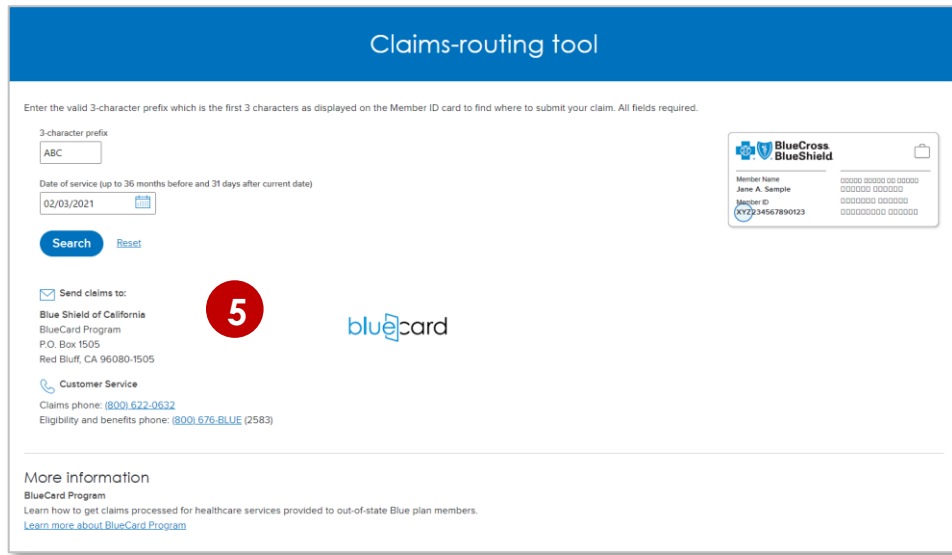 Claims-routing tool
Enter the valid 3-character prefix which is the first 3 characters as displayed on the Member ID card to find where to submit your claim. All fields required.
3-character prefix
ABC
Date of service (up to 36 months before and 31 days after current date)
02/03/2021
Search Reset
BlueCross
BlueShield
Member Name
Jane A. Sample
Member ID
XYZ234567890123
Send claims to:
Blue Shield of California
BlueCard Program
P.O. Box 1505
Red Bluff, CA 96080-1505
5
bluecard
Customer Service
Claims phone: (800) 622-0632
Eligibility and benefits phone: (800) 676-BLUE (2583)
More information
BlueCard Program
Learn how to get claims processed for healthcare services provided to out-of-state Blue plan members.
Learn more about BlueCard Program